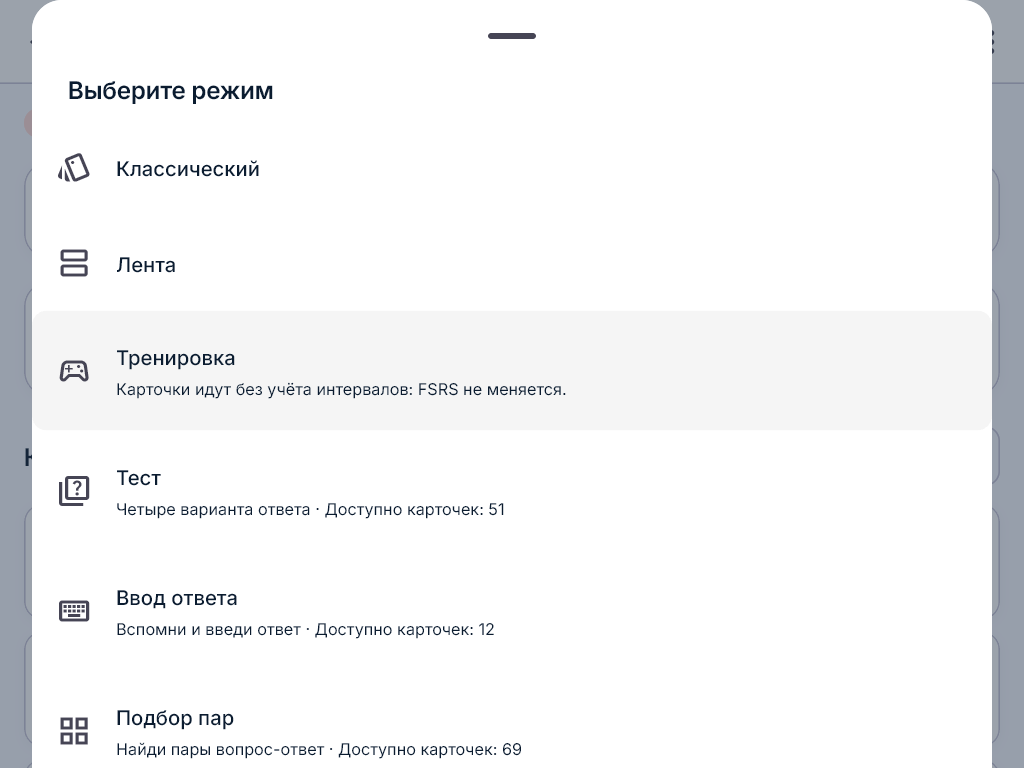 Выберите режим
Классический
Лента
Тренировка
Карточки идут без учёта интервалов: FSRS не меняется.
Тест
Четыре варианта ответа · Доступно карточек: 51
Ввод ответа
Вспомни и введи ответ · Доступно карточек: 12
Подбор пар
Найди пары вопрос-ответ · Доступно карточек: 69